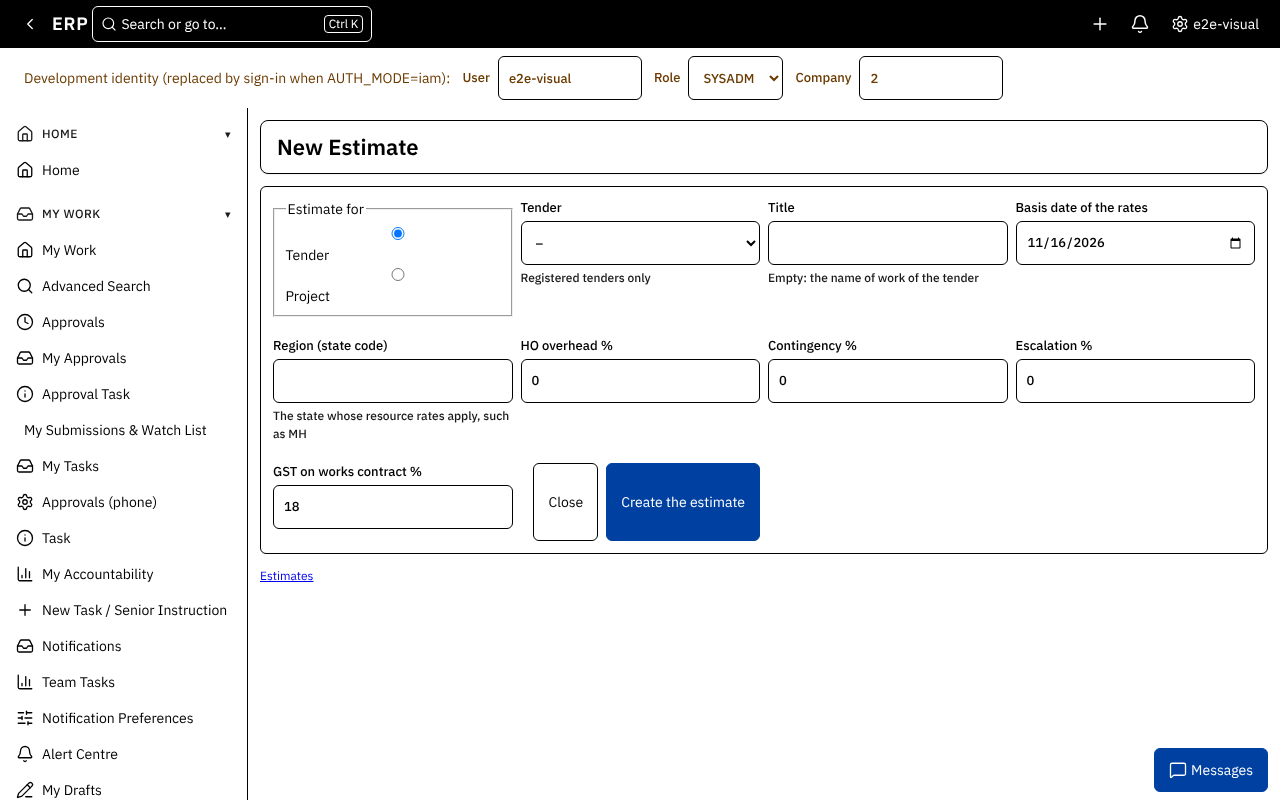 ERP
Search or go to...
Ctrl K
e2e-visual
Development identity (replaced by sign-in when AUTH_MODE=iam):
User
e2e-visual
Role
SYSADM
Company
2
HOME
Home
MY WORK
My Work
Advanced Search
Approvals
My Approvals
Approval Task
My Submissions & Watch List
My Tasks
Approvals (phone)
Task
My Accountability
New Task / Senior Instruction
Notifications
Team Tasks
Notification Preferences
Alert Centre
My Drafts
New Estimate
Estimate for
Tender
Project
Tender
–
Registered tenders only
Title
Empty: the name of work of the tender
Basis date of the rates
11/16/2026
Region (state code)
The state whose resource rates apply, such
as MH
HO overhead %
0
Contingency %
0
Escalation %
0
GST on works contract %
18
Close
Create the estimate
Estimates
Messages